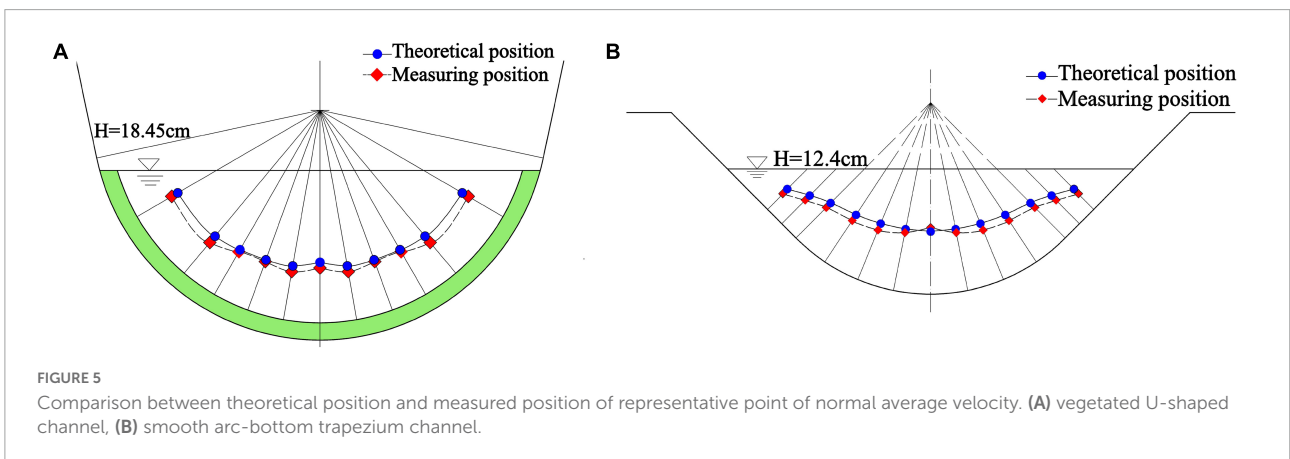 A
Theoretical position
Measuring position
H=18.45cm
B
Theoretical position
Measuring position
H=12.4cm
FIGURE 5
Comparison between theoretical position and measured position of representative point of normal average velocity. (A) vegetated U-shaped
channel, (B) smooth arc-bottom trapezium channel.